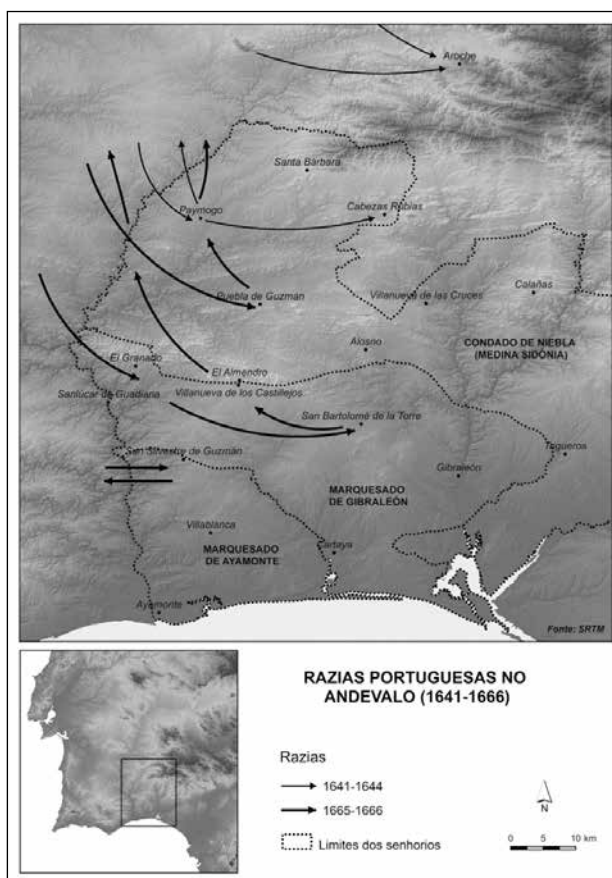 Aroche
Santa Bárbara
Paymogo
Cabezas Rubias
Puebla de Guzmán
Villanueva de las Cruces
Calañas
CONDADO DE NIEBLA
(MEDINA SIDÓNIA)
Alosno
El Granado
El Almendro
Sanlucar de Guadiana
Villanueva de los Castillejos
San Bartolomé de la Torre
San Silvestre de Guzmán
Trigueros
Gibraleón
MARQUESADO
DE GIBRALEÓN
Villablanca
MARQUESADO
DE AYAMONTE
Cartaya
Ayamonte
Fonte: SRTM
RAZIAS PORTUGUESAS NO
ANDEVALO (1641-1666)
Razias
1641-1644
1665-1666
Limites dos senhorios
N
0 5 10 km